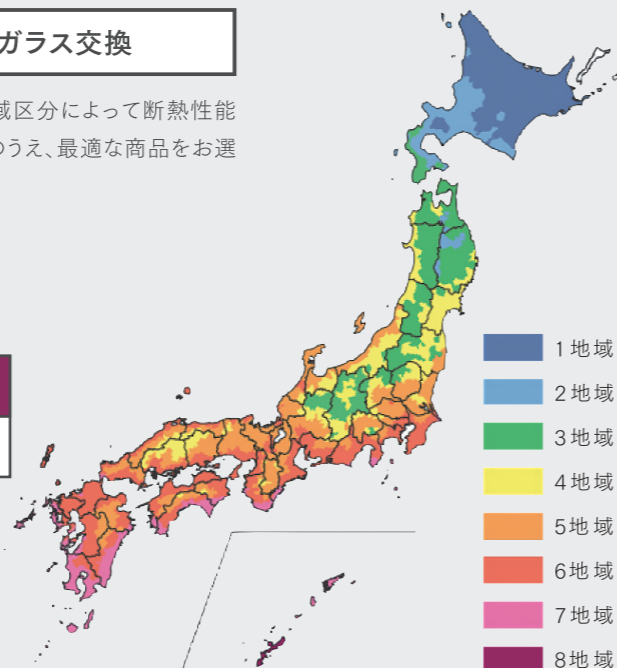 ガラス交換
域区分によって断熱性能
のうえ、最適な商品をお選
1地域
2地域
3地域
4地域
5地域
6地域
7地域
8地域